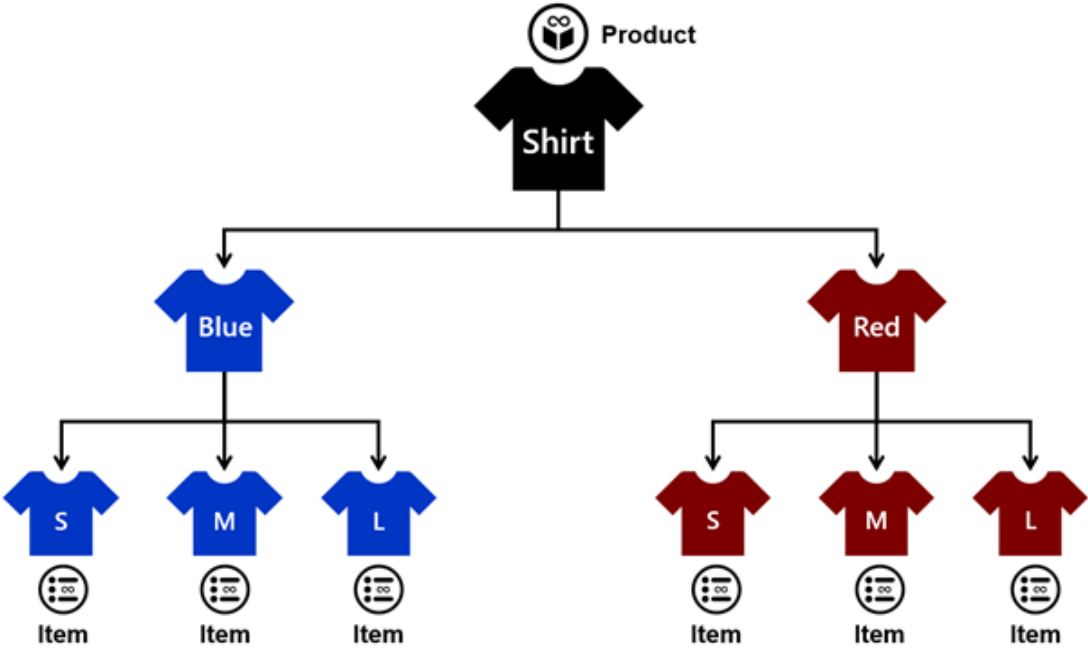 Product
Shirt
Blue
Red
S
M
L
S
M
L
Item
Item
Item
Item
Item
Item